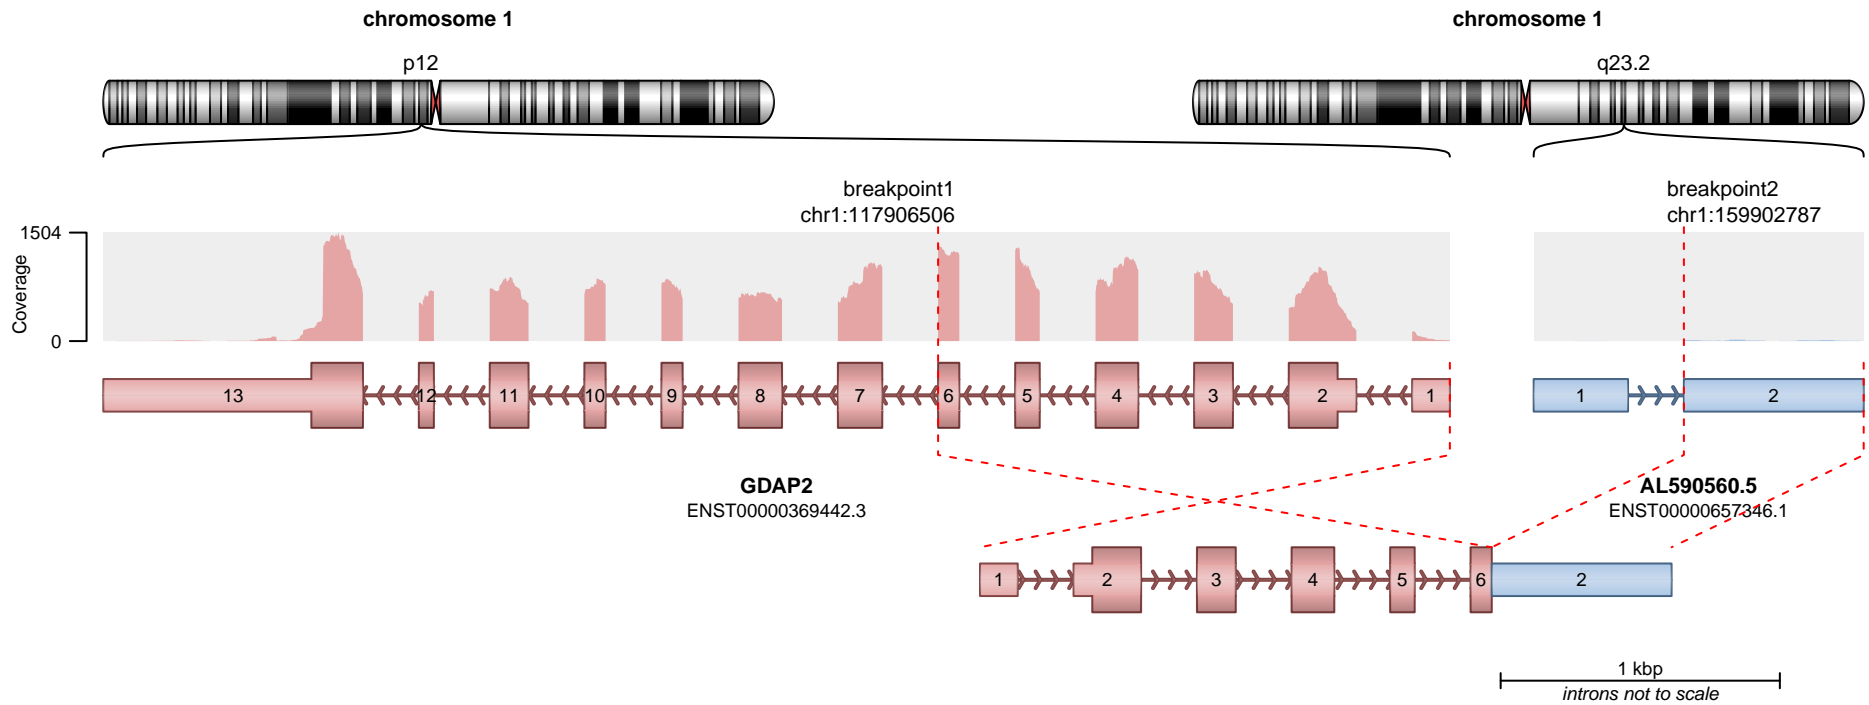 chromosome 1
chromosome 1
p12
q23.2
breakpoint1
chr1:117906506
breakpoint2
chr1:159902787
1504
0
Coverage
13
12
11
10
9
8
7
6
5
4
3
2
1
1
2
GDAP2
ENST00000369442.3
AL590560.5
ENST00000657346.1
1
2
3
4
5
6
2
1 kbp
introns not to scale